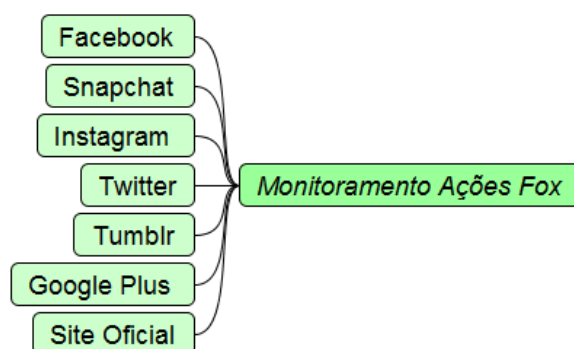 Facebook
Snapchat
Instagram
Twitter
Monitoramento Ações Fox
Tumblr
Google Plus
Site Oficial